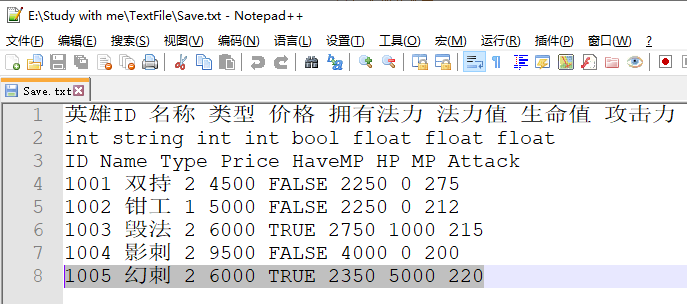 E:\Study with me\TextFile\Save.txt - Notepad++
文件(F) 编辑(E) 搜索(S) 视图(V) 编码(N) 语言(L) 设置(T) 工具(O) 宏(M) 运行(R) 插件(P) 窗口(W) ?
Save.txt
1 英雄ID 名称 类型 价格 拥有法力 法力值 生命值 攻击力
2 int string int int bool float float float
3 ID Name Type Price HaveMP HP MP Attack
4 1001 双持 2 4500 FALSE 2250 0 275
5 1002 钳工 1 5000 FALSE 2250 0 212
6 1003 毁法 2 6000 TRUE 2750 1000 215
7 1004 影刺 2 9500 FALSE 4000 0 200
8 1005 幻刺 2 6000 TRUE 2350 5000 220